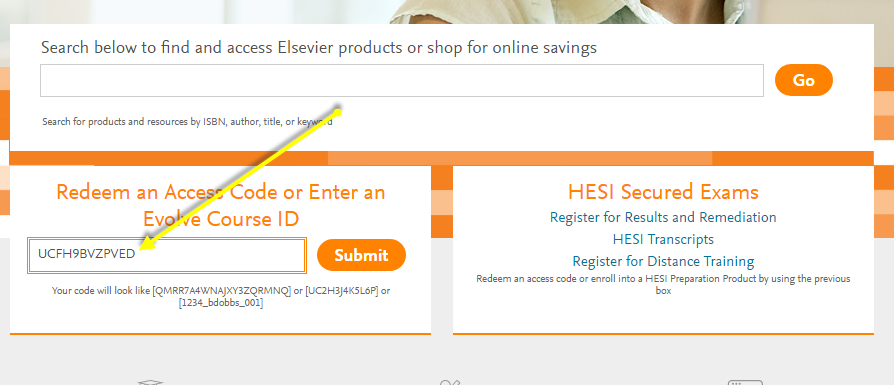 Search below to find and access Elsevier products or shop for online savings
Go
Search for products and resources by ISBN, author, title, or keyword
Redeem an Access Code or Enter an
Evolve Course ID
UCFH9BVZPVED
Submit
Your code will look like [QMRR7A4WNAJXY3ZQRMNQ] or [UC2H3J4K5L6P] or
[1234_bdobbs_001]
HESI Secured Exams
Register for Results and Remediation
HESI Transcripts
Register for Distance Training
Redeem an access code or enroll into a HESI Preparation Product by using the previous
box